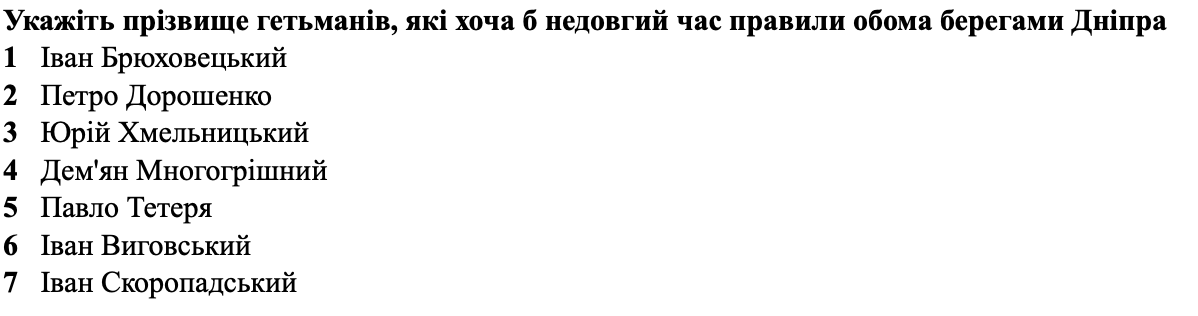 Укажіть прізвище гетьманів, які хоча б недовгий час правили обома берегами Дніпра
1 Іван Брюховецький
2 Петро Дорошенко
3 Юрій Хмельницький
4 Дем'ян Многогрішний
5 Павло Тетеря
6 Іван Виговський
7 Іван Скоропадський